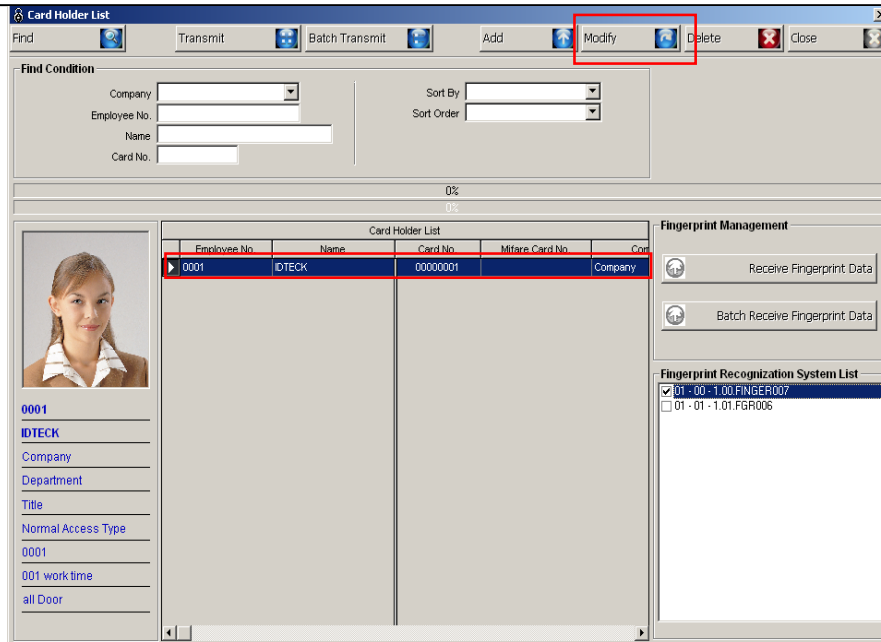 Card Holder List
Find Transmit Batch Transmit Add Modify Delete Close
Find Condition
Company Sort By
Employee No. Sort Order
Name
Card No.
0%
0%
Card Holder List
Employee No. Name Card No. Mifare Card No. Com
0001 IDTECK 00000001 Company
0001
IDTECK
Company
Department
Title
Normal Access Type
0001
001 work time
all Door
Fingerprint Management
Receive Fingerprint Data
Batch Receive Fingerprint Data
Fingerprint Recognization System List
01 - 00 - 1.00.FINGER007
01 - 01 - 1.01.FGR006